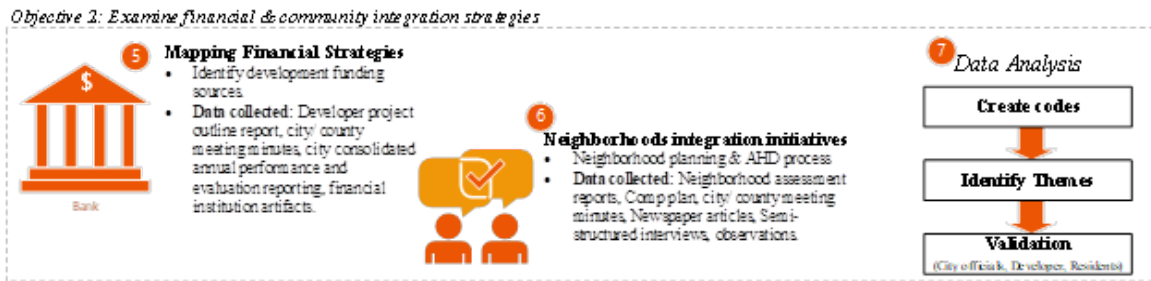 Objective 2: Examine financial & community integration strategies
5
Mapping Financial Strategies
• Identify development funding
sources.
• Data collected: Developer project
outline report, city/ county
meeting minutes, city consolidated
annual performance and
evaluation reporting, financial
institution artifacts.
$
Bank
6
Neighborhoods integration initiatives
• Neighborhood planning & AHD process
• Data collected: Neighborhood assessment
reports, Comp plan, city/ county meeting
minutes, Newspaper articles, Semi-
structured interviews, observations.
7
Data Analysis
Create codes
Identify Themes
Validation
(City officials, Developer, Residents)